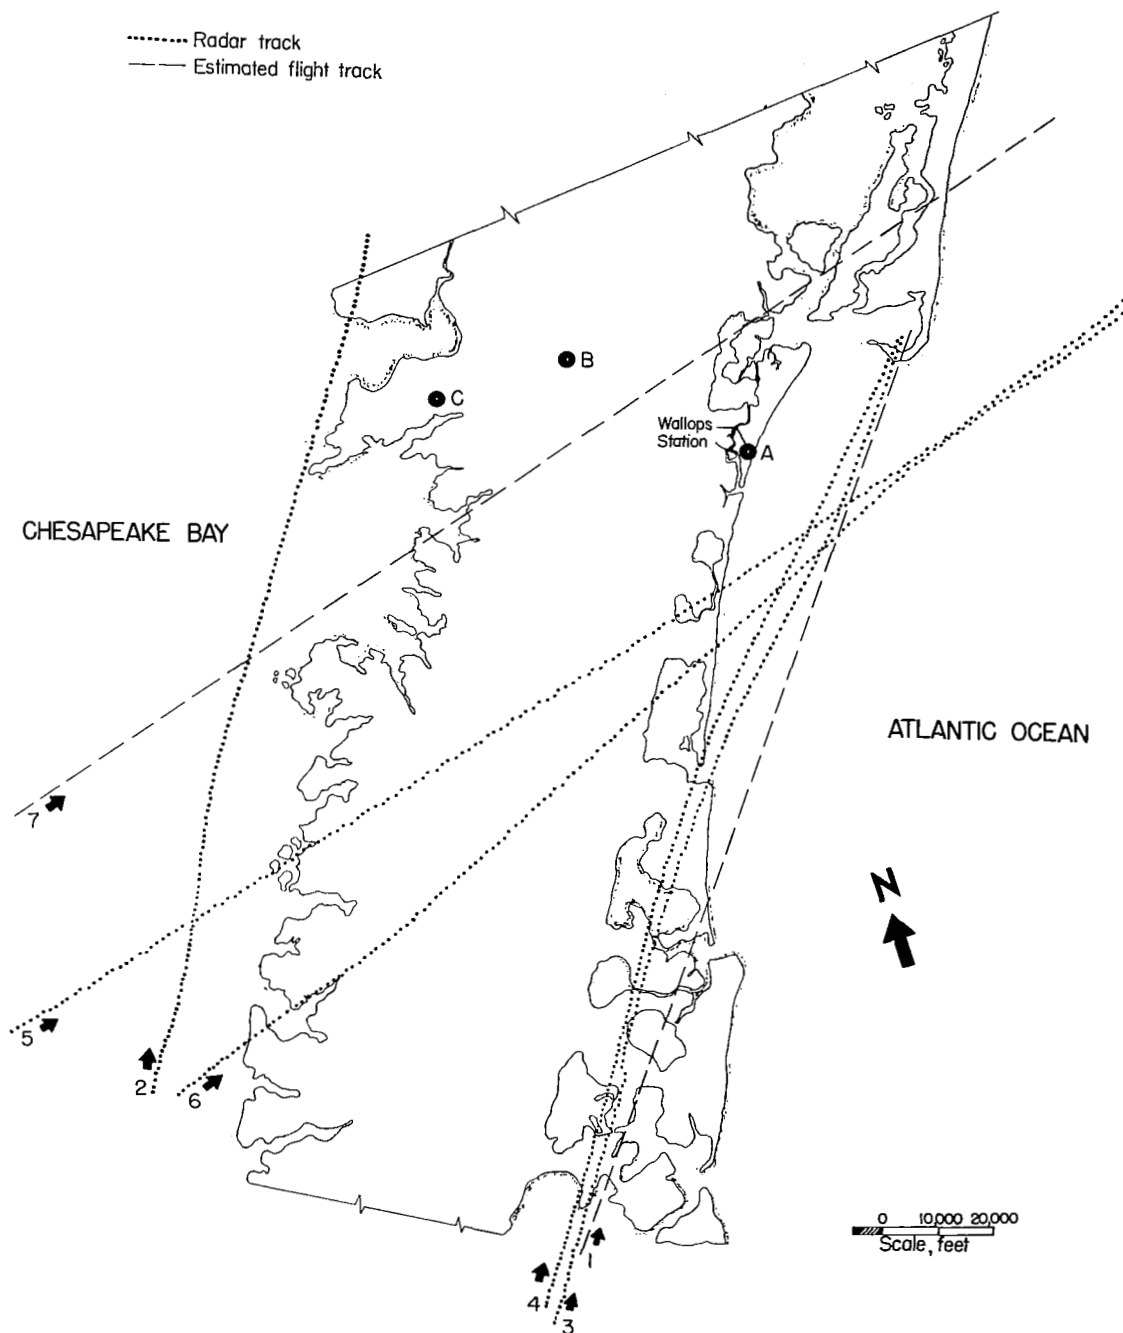 Radar track
Estimated flight track
B
C
Wallops
Station
A
CHESAPEAKE BAY
ATLANTIC OCEAN
7
N
5
2
6
0 10,000 20,000
Scale, feet
1
4
3